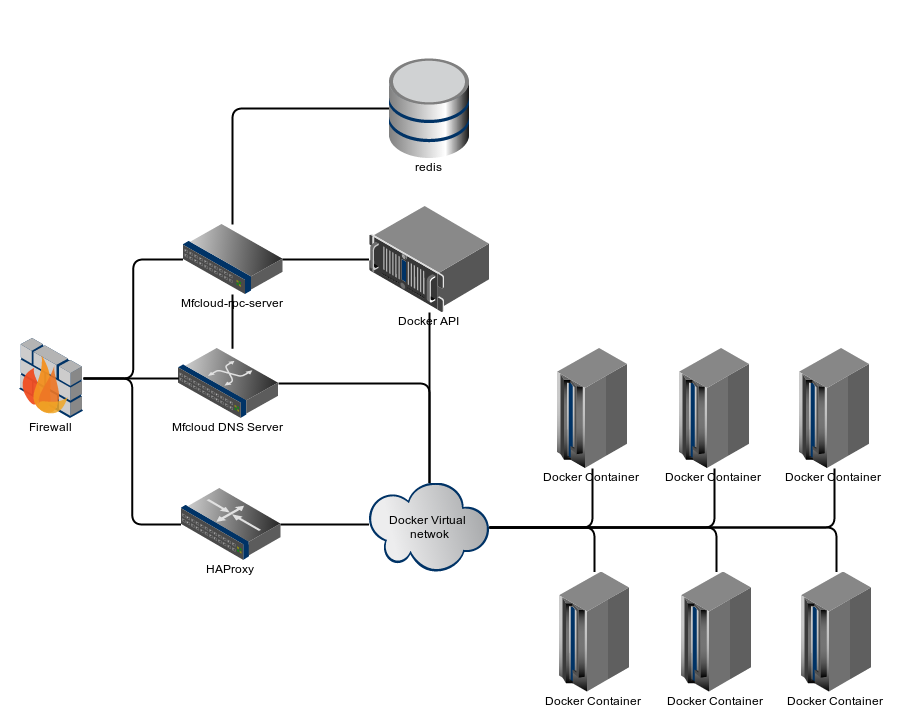 redis
Mfcloud-rpc-server
Docker API
Firewall
Mfcloud DNS Server
Docker Container
Docker Container
Docker Container
Docker Virtual
netwok
HAProxy
Docker Container
Docker Container
Docker Container